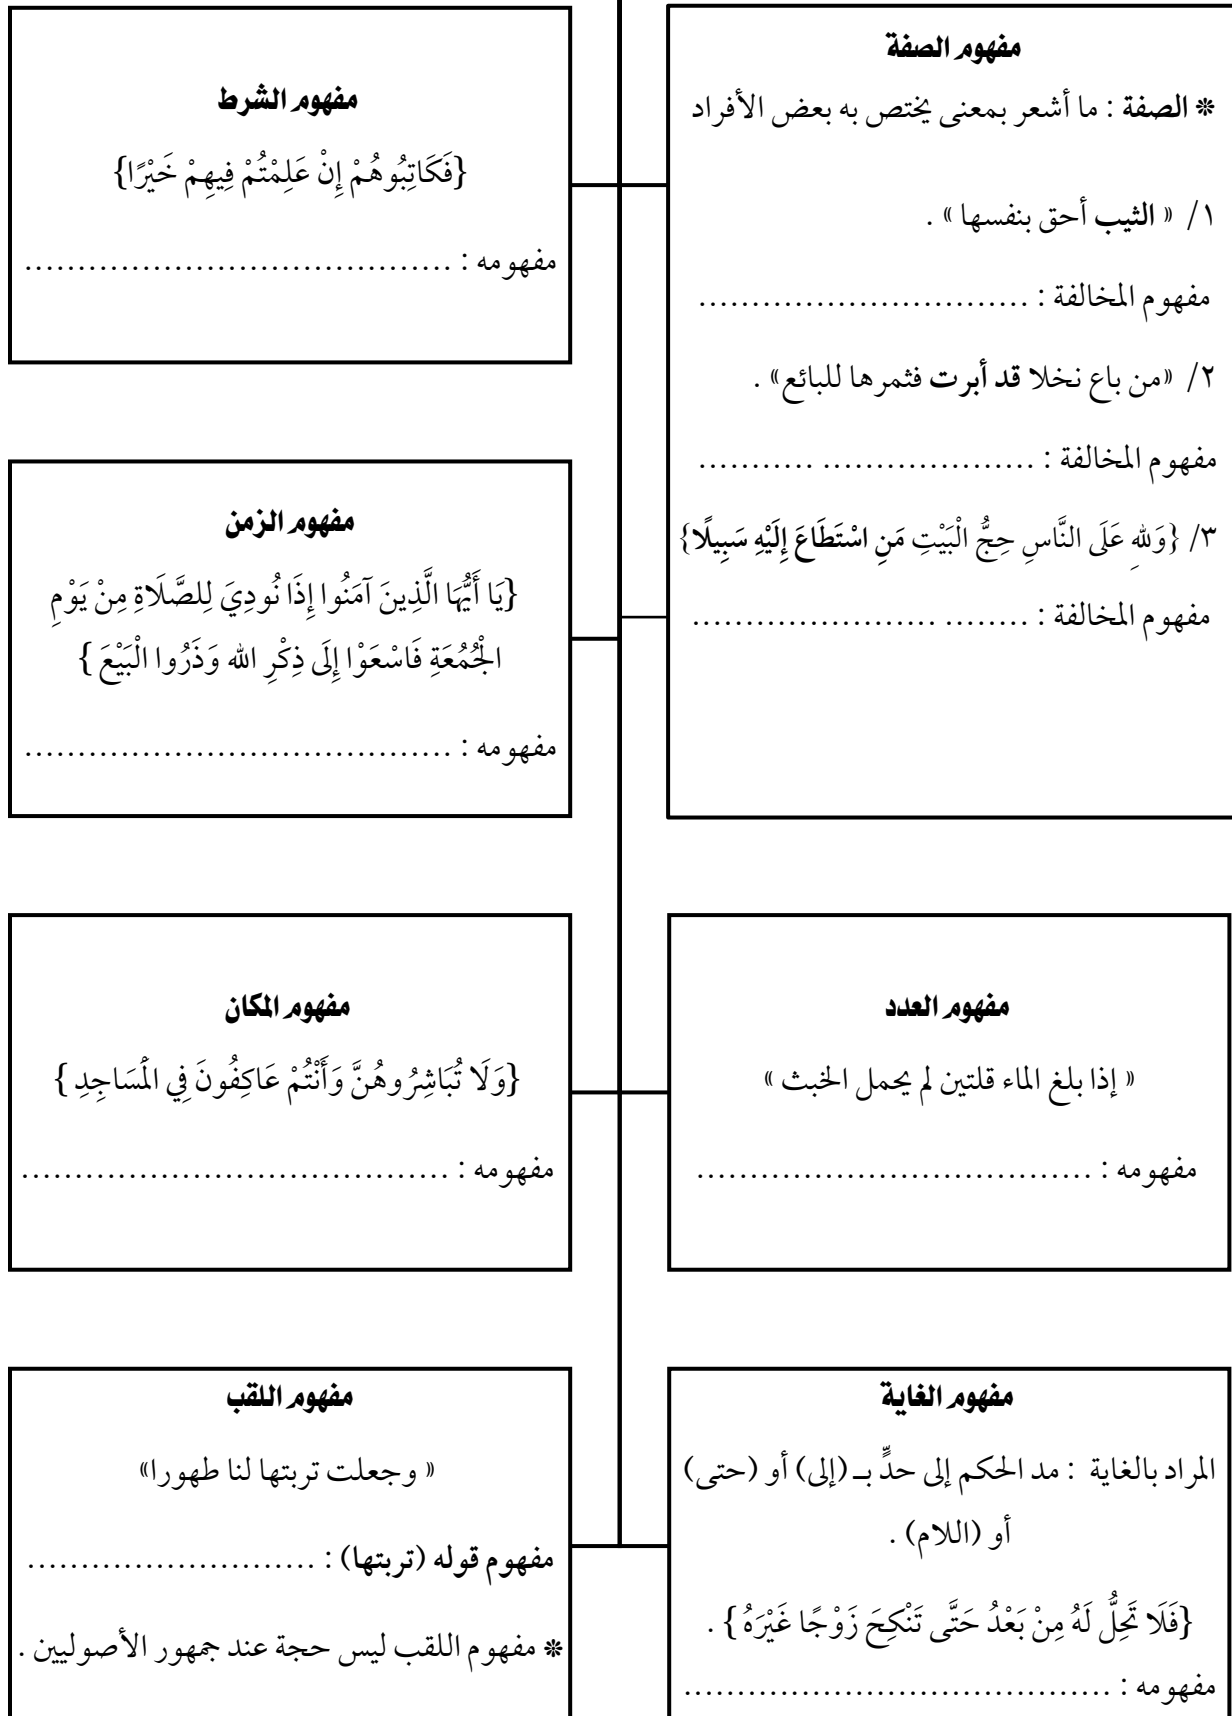 مفهوم الصفة
* الصفة : ما أشعر بمعنى يختص به بعض الأفراد
١/ « الثيب أحق بنفسها » .
مفهوم المخالفة : ...............................
٢/ «من باع نخلا قد أبرت فثمرها للبائع» .
مفهوم المخالفة : .................... ...........
٣/ {وَلله عَلَى النَّاسِ حِجُّ الْبَيْتِ مَنِ اسْتَطَاعَ إِلَيْهِ سَبِيلًا}
مفهوم المخالفة : ........ .......................
مفهوم الشرط
{فَكَاتِبُوهُمْ إِنْ عَلِمْتُمْ فِيهِمْ خَيْرًا}
مفهومه : ........................................
مفهوم الزمن
{يَا أَيُّهَا الَّذِينَ آمَنُوا إِذَا نُودِيَ لِلصَّلَاةِ مِنْ يَوْمِ
الْجُمُعَةِ فَاسْعَوْا إِلَى ذِكْرِ الله وَذَرُوا الْبَيْعَ }
مفهومه : ........................................
مفهوم العدد
« إذا بلغ الماء قلتين لم يحمل الخبث »
مفهومه : .....................................
مفهوم المكان
{وَلَا تُبَاشِرُوهُنَّ وَأَنْتُمْ عَاكِفُونَ فِي الْمَسَاجِدِ }
مفهومه : ........................................
مفهوم الغاية
المراد بالغاية : مد الحكم إلى حدٍّ بـ (إلى) أو (حتى)
أو (اللام) .
{فَلَا تَحِلُّ لَهُ مِنْ بَعْدُ حَتَّى تَنْكِحَ زَوْجًا غَيْرَهُ } .
مفهومه : ........................................
مفهوم اللقب
« وجعلت تربتها لنا طهورا»
مفهوم قوله (تربتها) : ...........................
* مفهوم اللقب ليس حجة عند جمهور الأصوليين .